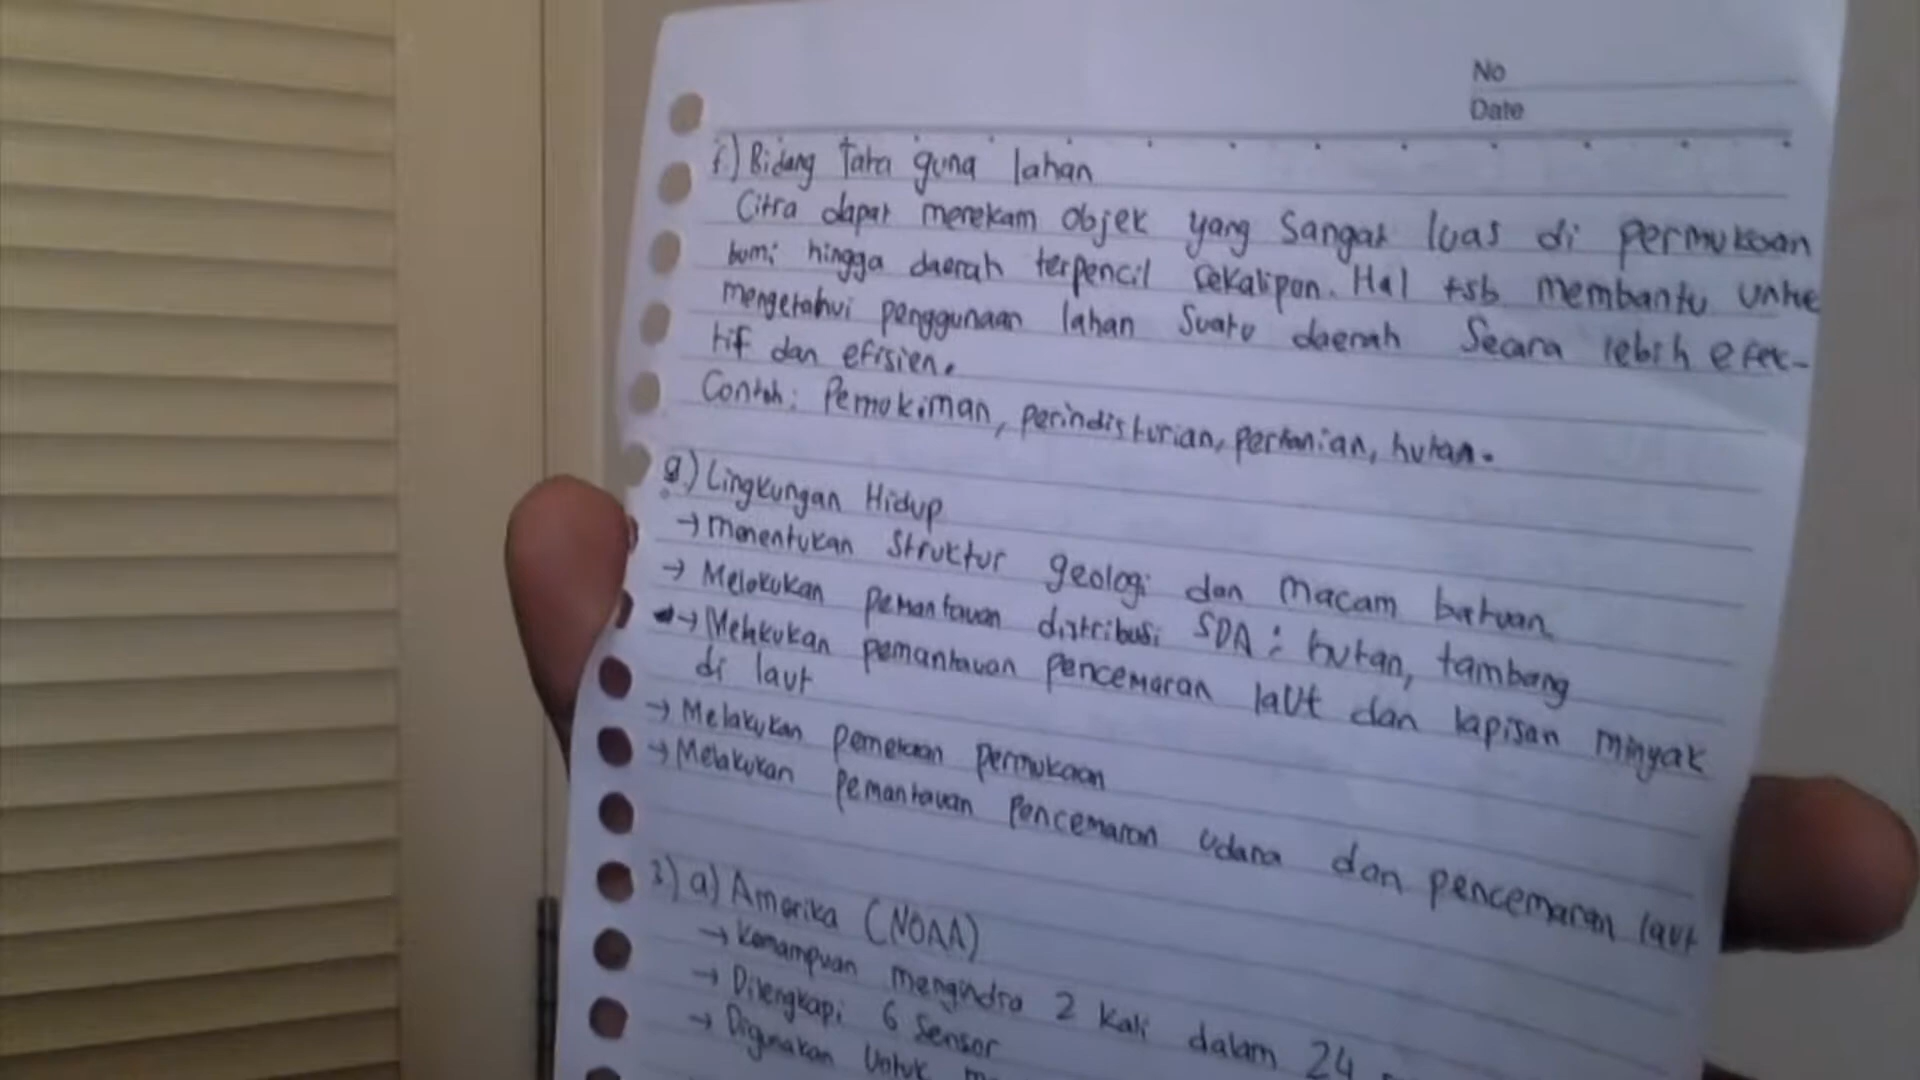 No
Date
f.) Bidang Tata guna lahan
Citra dapat merekam Objek yang Sangat luas di permukaan
bumi hingga daerah terpencil sekalipon. Hal tsb membantu untuk
mengetahui penggunaan lahan Suatu daerah Secara lebih efek-
tif dan efisien.
Contoh: Pemukiman, perindisturian, pertanian, hutan.
g.) Lingkungan Hidup
→ menentukan Struktur geologi dan Macam batuan
→ Melakukan pemantauan distribusi SDA: hutan, tambang
→ Melakukan pemantauan pencemaran laut dan lapisan minyak
di laut
→ Melakukan pemetaan permukaan
→ Melakukan pemantauan pencemaran udara dan pencemaran laut
3) a) Amerika (NOAA)
→ Kemampuan mengindra 2 kali dalam 24
→ Dilengkapi 6 Sensor
→ Digunakan Untuk